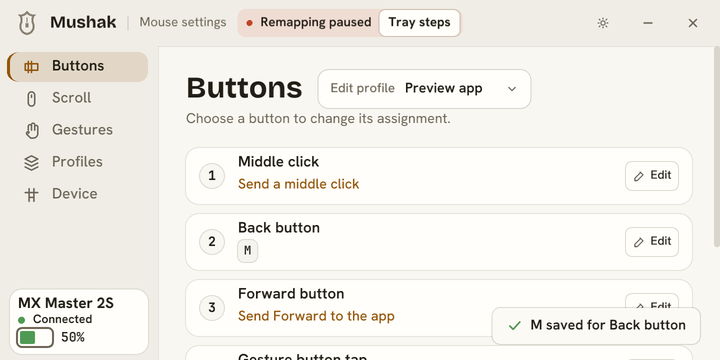 Mushak
Mouse settings
Remapping paused
Tray steps
Buttons
Scroll
Gestures
Profiles
Device
MX Master 2S
Connected
50%
Buttons
Edit profile Preview app
Choose a button to change its assignment.
1
Middle click
Send a middle click
Edit
2
Back button
M
Edit
3
Forward button
Send Forward to the app
Edit
M saved for Back button
Gesture button tap